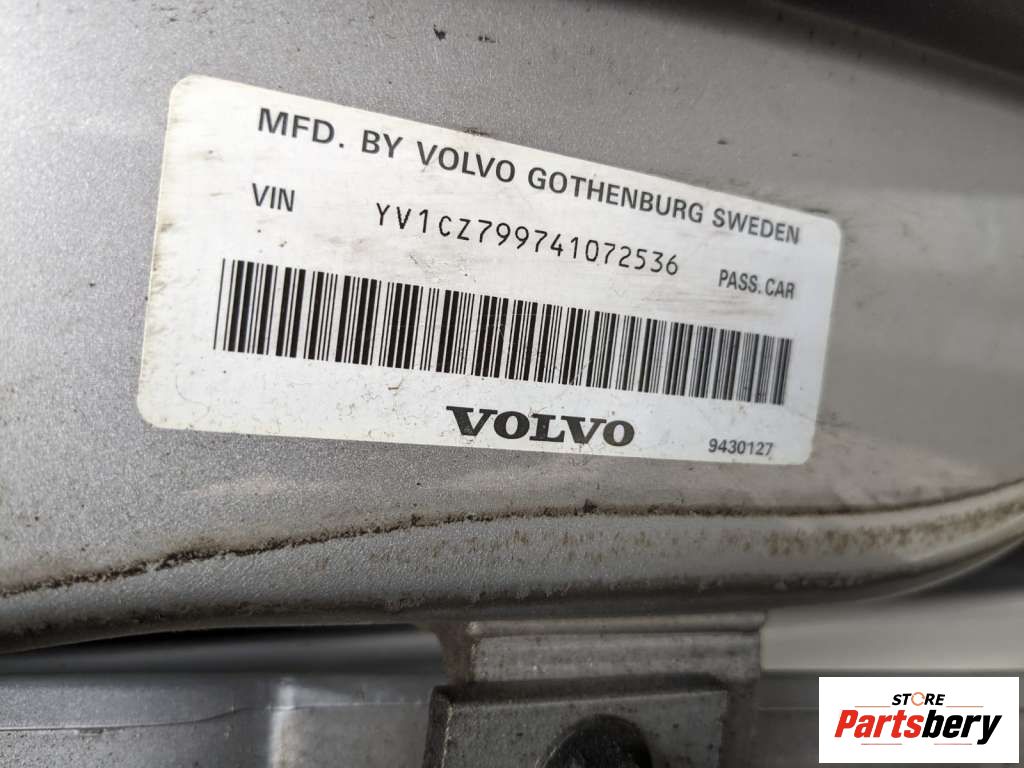 MFD. BY VOLVO GOTHENBURG SWEDEN
VIN YV1CZ799741072536 PASS. CAR
VOLVO 9430127
STORE
Partsbery